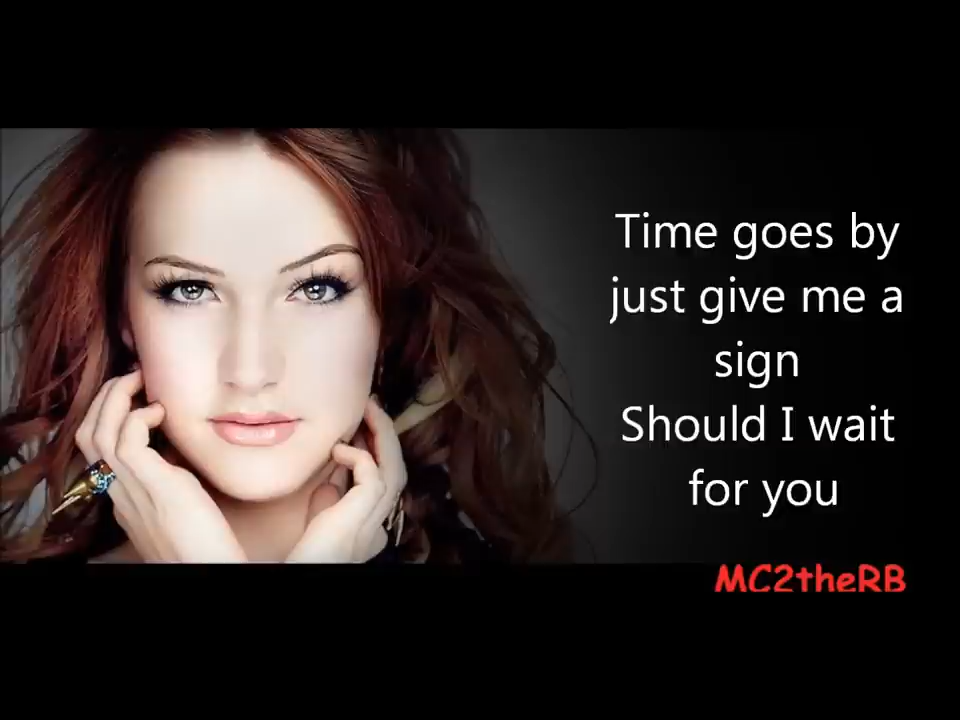 Time goes by
just give me a
sign
Should I wait
for you
MC2theRB